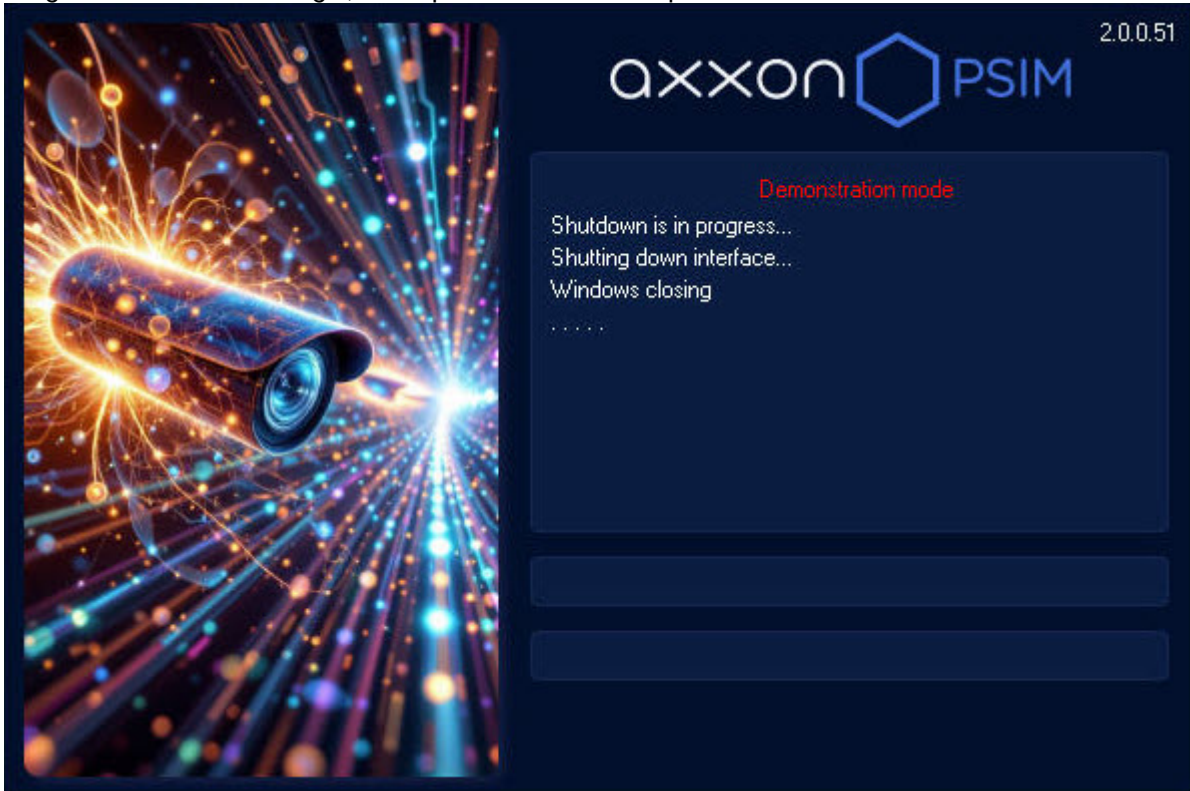 2.0.0.51
axxon PSIM
Demonstration mode
Shutdown is in progress...
Shutting down interface...
Windows closing
. . . . .